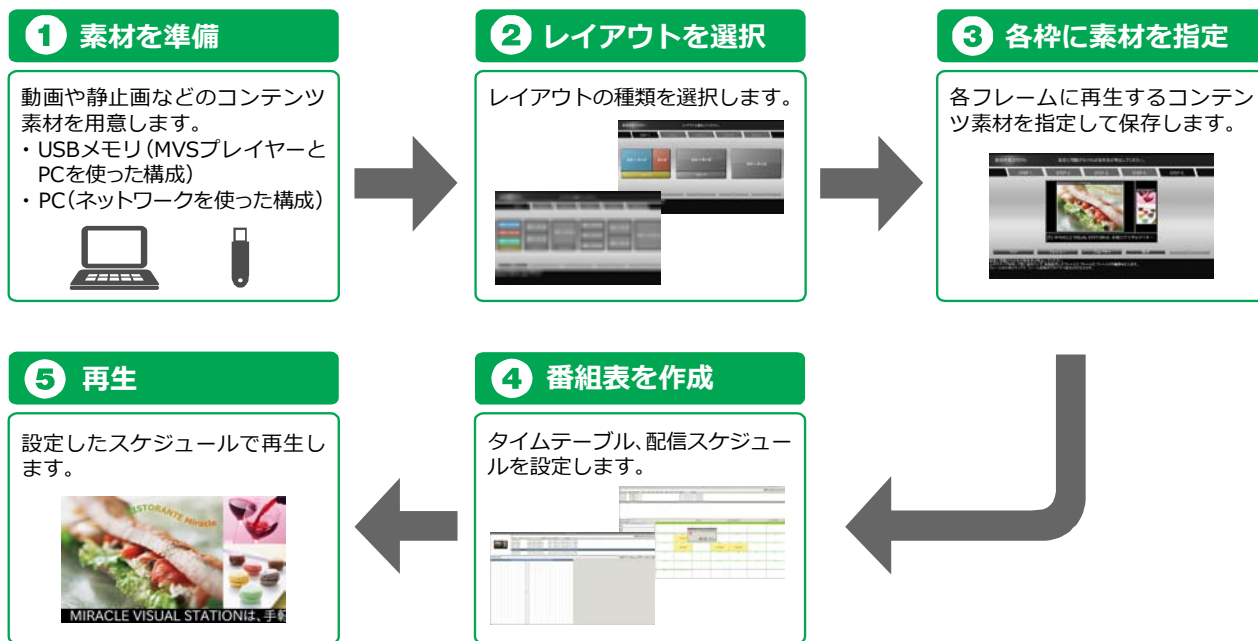 1 素材を準備
動画や静止画などのコンテンツ
素材を用意します。
・USBメモリ(MVSプレイヤーと
PCを使った構成)
・PC(ネットワークを使った構成)
2 レイアウトを選択
レイアウトの種類を選択します。
3 各枠に素材を指定
各フレームに再生するコンテン
ツ素材を指定して保存します。
4 番組表を作成
タイムテーブル、配信スケジュー
ルを設定します。
5 再生
設定したスケジュールで再生し
ます。
RISTORANTE Miracle
MIRACLE VISUAL STATIONは、手軽